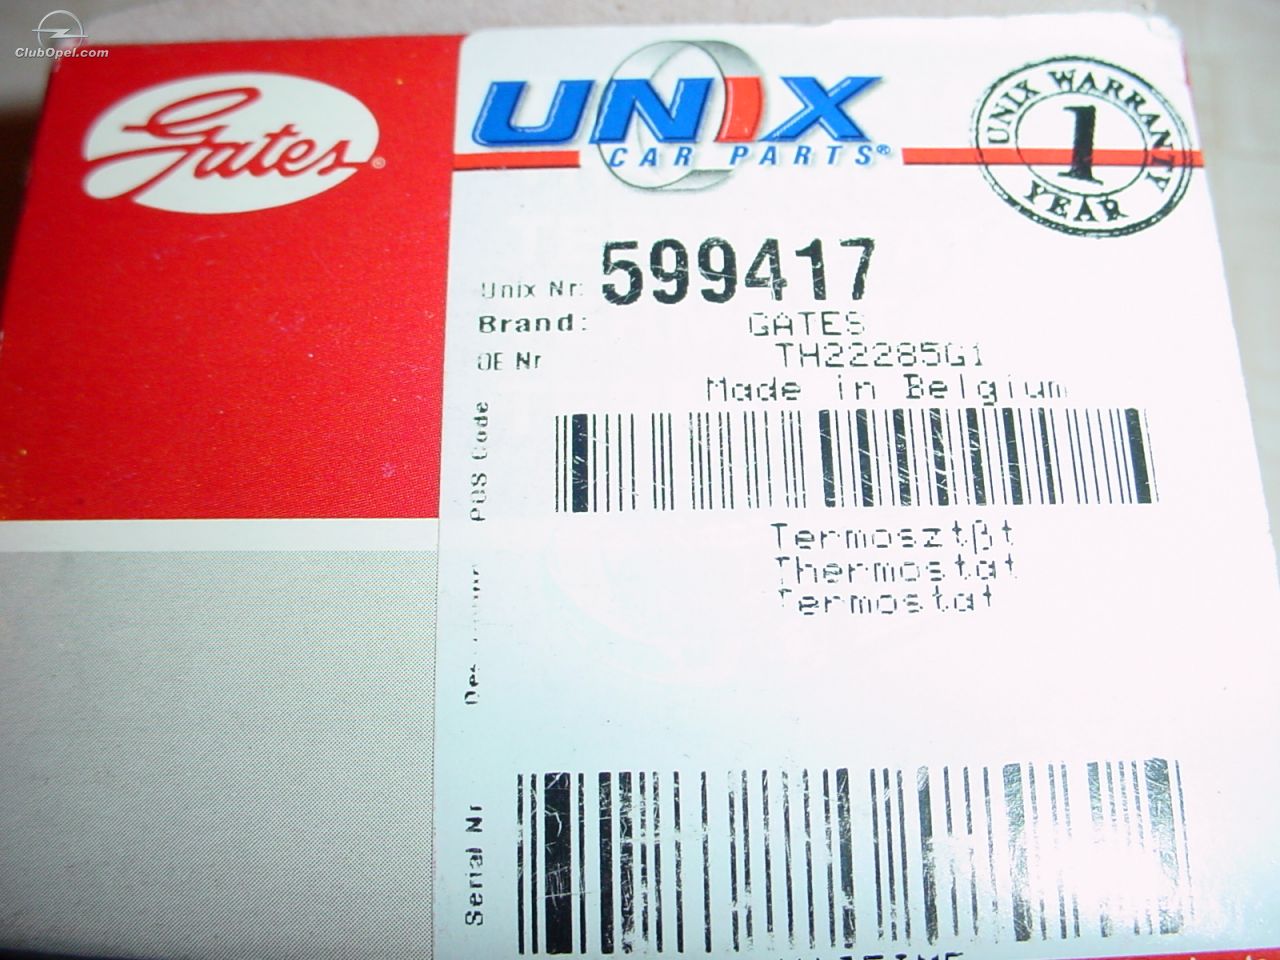 ClubOpel.com
Gates®
UNIX
CAR PARTS®
UNIX WARRANTY
1
YEAR
Unix Nr: 599417
Brand: GATES
OE Nr TH22285G1
Made in Belgium
POS Code
Termosztßt
Thermostat
Termostat
Serial Nr